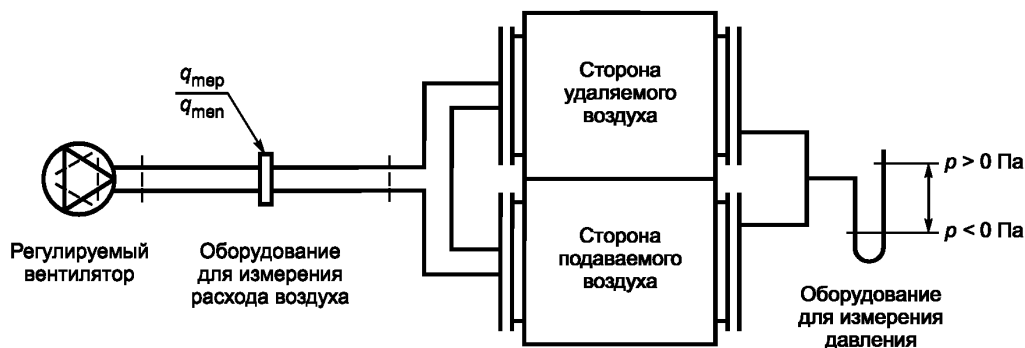 q_mep
q_men
Сторона
удаляемого
воздуха
p > 0 Па
p < 0 Па
Регулируемый
вентилятор
Оборудование
для измерения
расхода воздуха
Сторона
подаваемого
воздуха
Оборудование
для измерения
давления